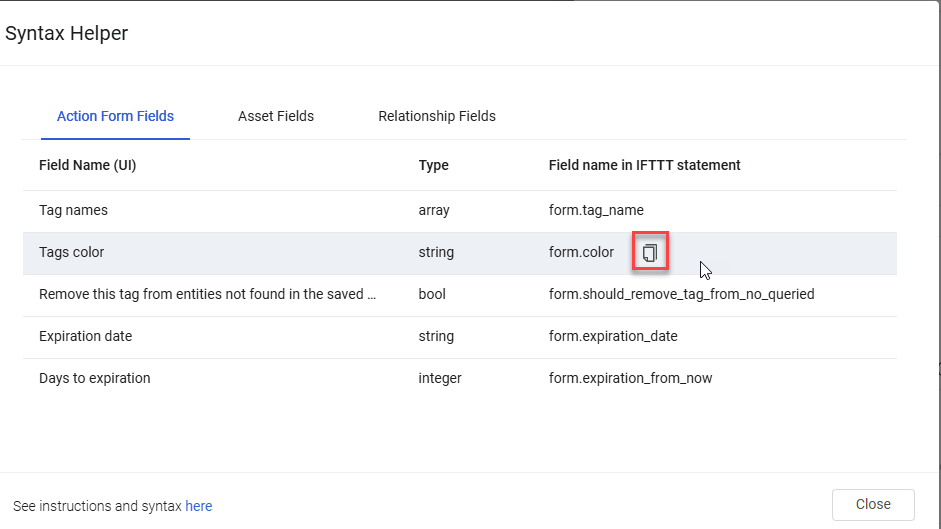 Syntax Helper
Action Form Fields Asset Fields Relationship Fields
Field Name (UI) Type Field name in IFTTT statement
Tag names array form.tag_name
Tags color string form.color
Remove this tag from entities not found in the saved ... bool form.should_remove_tag_from_no_queried
Expiration date string form.expiration_date
Days to expiration integer form.expiration_from_now
See instructions and syntax here Close